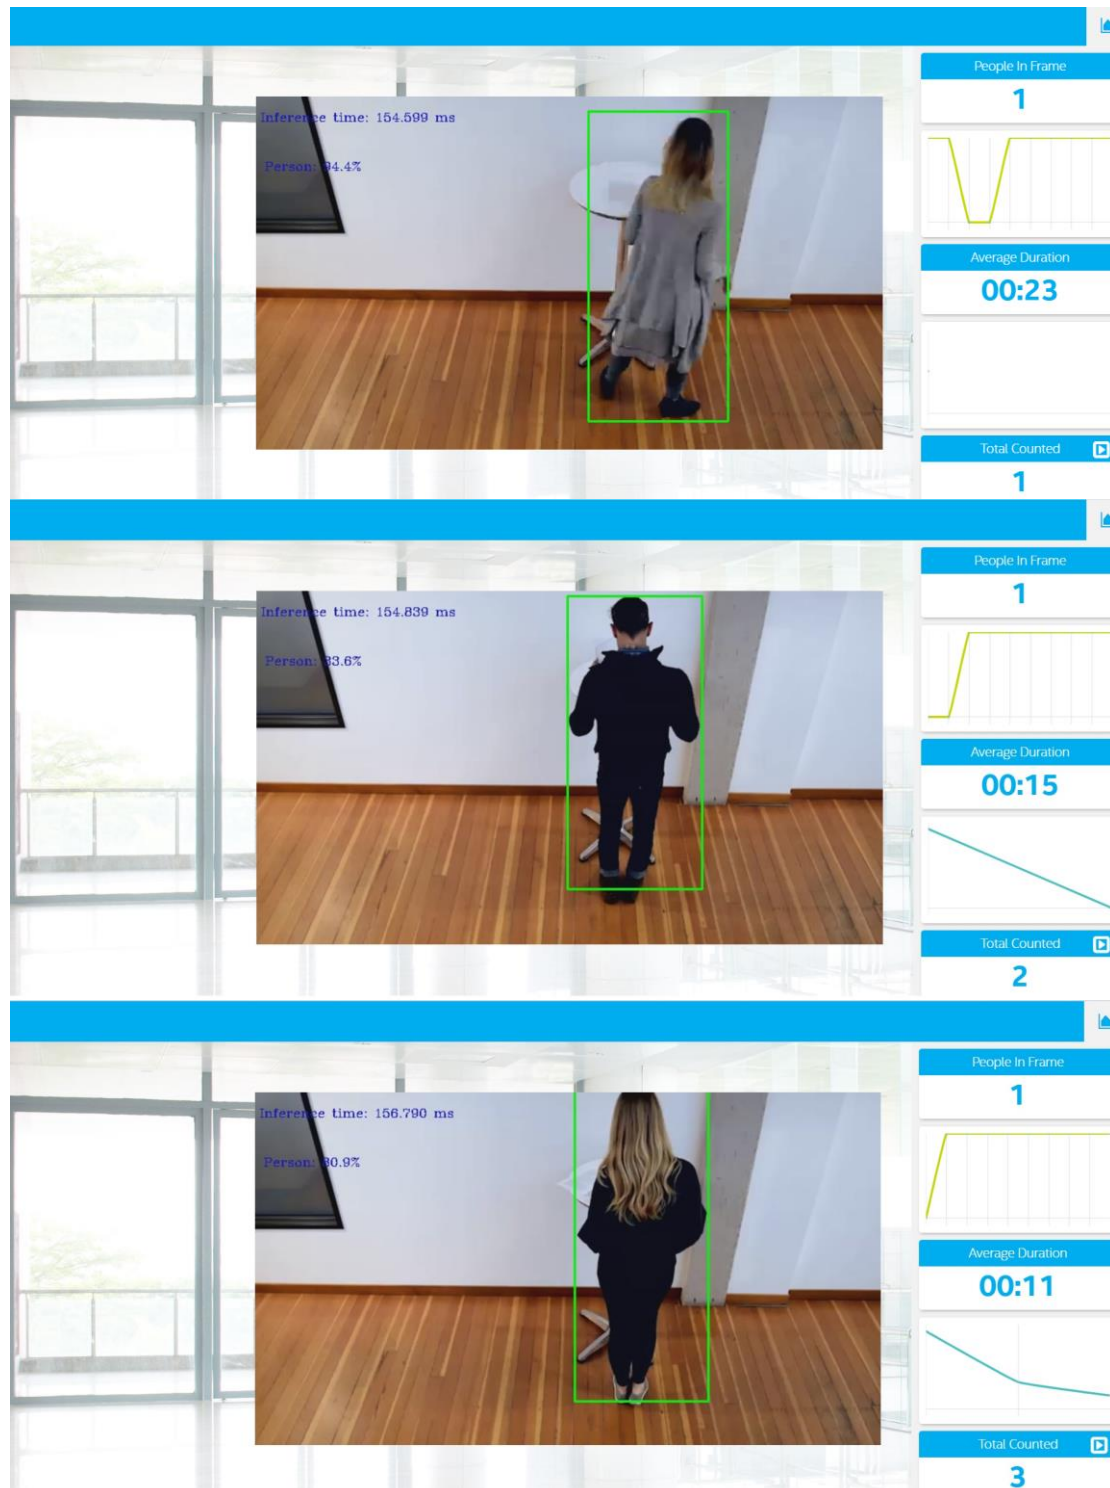 People In Frame
1
Inference time: 154.599 ms
Person: 94.4%
Average Duration
00:23
Total Counted
1
People In Frame
1
Inference time: 154.839 ms
Person: 83.6%
Average Duration
00:15
Total Counted
2
People In Frame
1
Inference time: 156.790 ms
Person: 80.9%
Average Duration
00:11
Total Counted
3